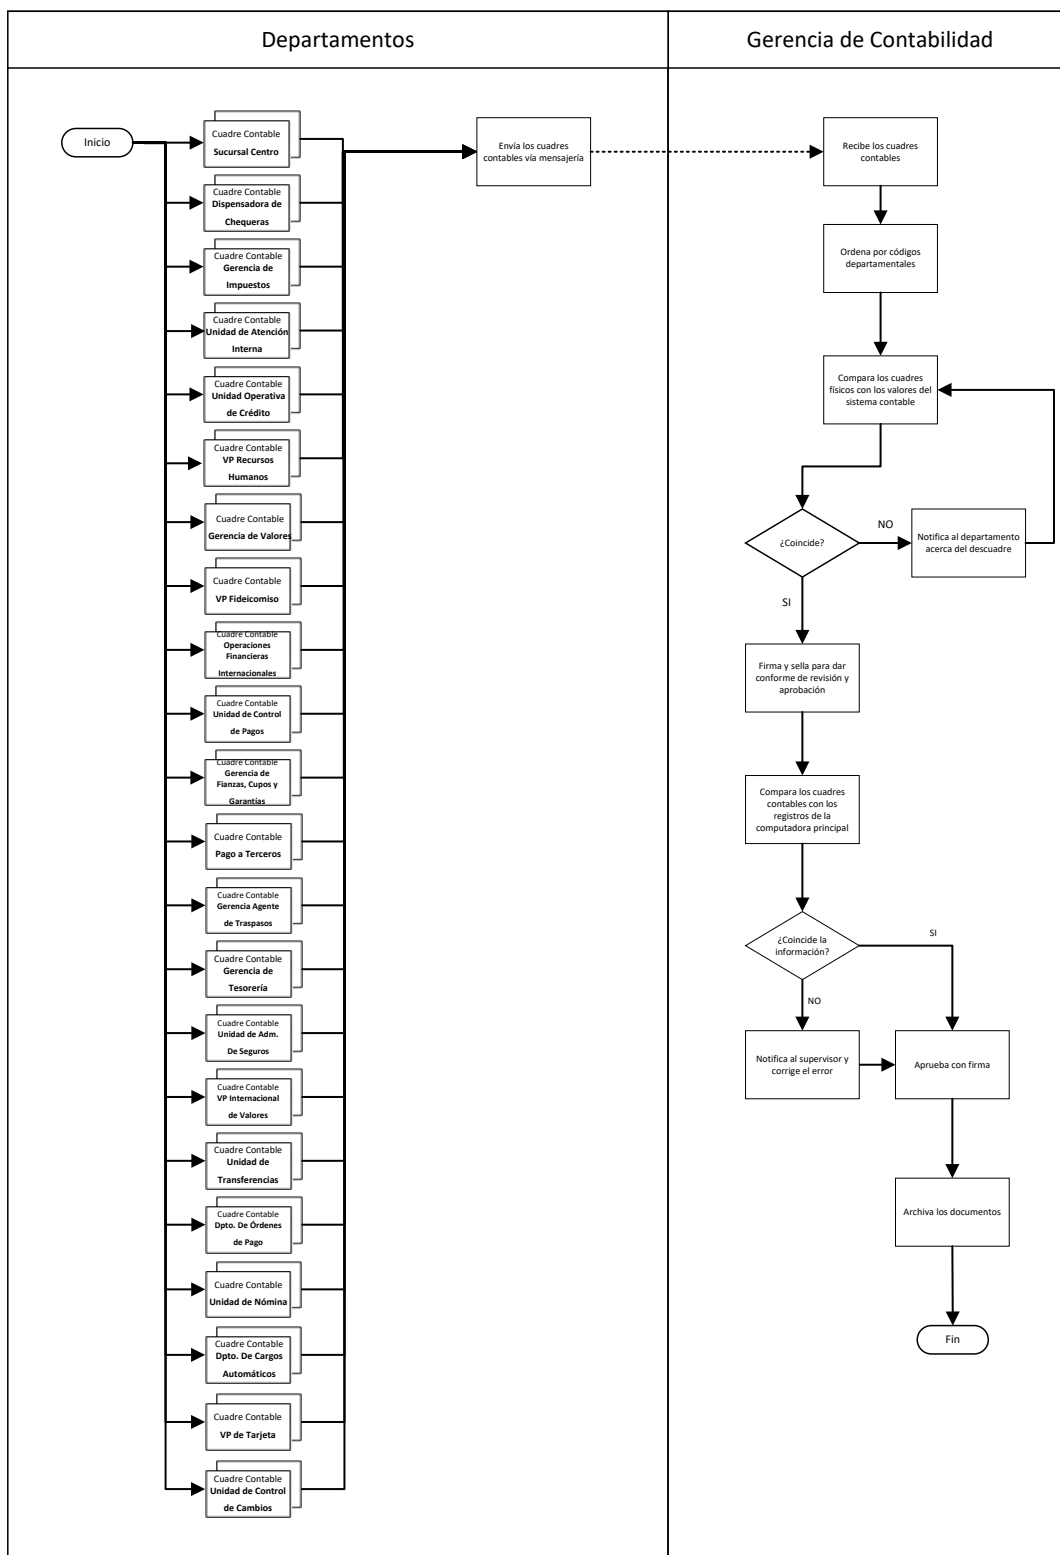 Departamentos
Gerencia de Contabilidad
Inicio
Cuadre Contable
Sucursal Centro
Cuadre Contable
Dispensadora de
Chequeras
Cuadre Contable
Gerencia de
Impuestos
Cuadre Contable
Unidad de Atención
Interna
Cuadre Contable
Unidad Operativa
de Crédito
Cuadre Contable
VP Recursos
Humanos
Cuadre Contable
Gerencia de Valores
Cuadre Contable
VP Fideicomiso
Cuadre Contable
Operaciones
Financieras
Internacionales
Cuadre Contable
Unidad de Control
de Pagos
Cuadre Contable
Gerencia de
Fianzas, Cupos y
Garantías
Cuadre Contable
Pago a Terceros
Cuadre Contable
Gerencia Agente
de Traspasos
Cuadre Contable
Gerencia de
Tesorería
Cuadre Contable
Unidad de Adm.
De Seguros
Cuadre Contable
VP Internacional
de Valores
Cuadre Contable
Unidad de
Transferencias
Cuadre Contable
Dpto. De Órdenes
de Pago
Cuadre Contable
Unidad de Nómina
Cuadre Contable
Dpto. De Cargos
Automáticos
Cuadre Contable
VP de Tarjeta
Cuadre Contable
Unidad de Control
de Cambios
Envía los cuadres
contables vía mensajería
Recibe los cuadres
contables
Ordena por códigos
departamentales
Compara los cuadres
físicos con los valores del
sistema contable
¿Coincide?
NO
Notifica al departamento
acerca del descuadre
SI
Firma y sella para dar
conforme de revisión y
aprobación
Compara los cuadres
contables con los
registros de la
computadora principal
¿Coincide la
información?
SI
NO
Notifica al supervisor y
corrige el error
Aprueba con firma
Archiva los documentos
Fin